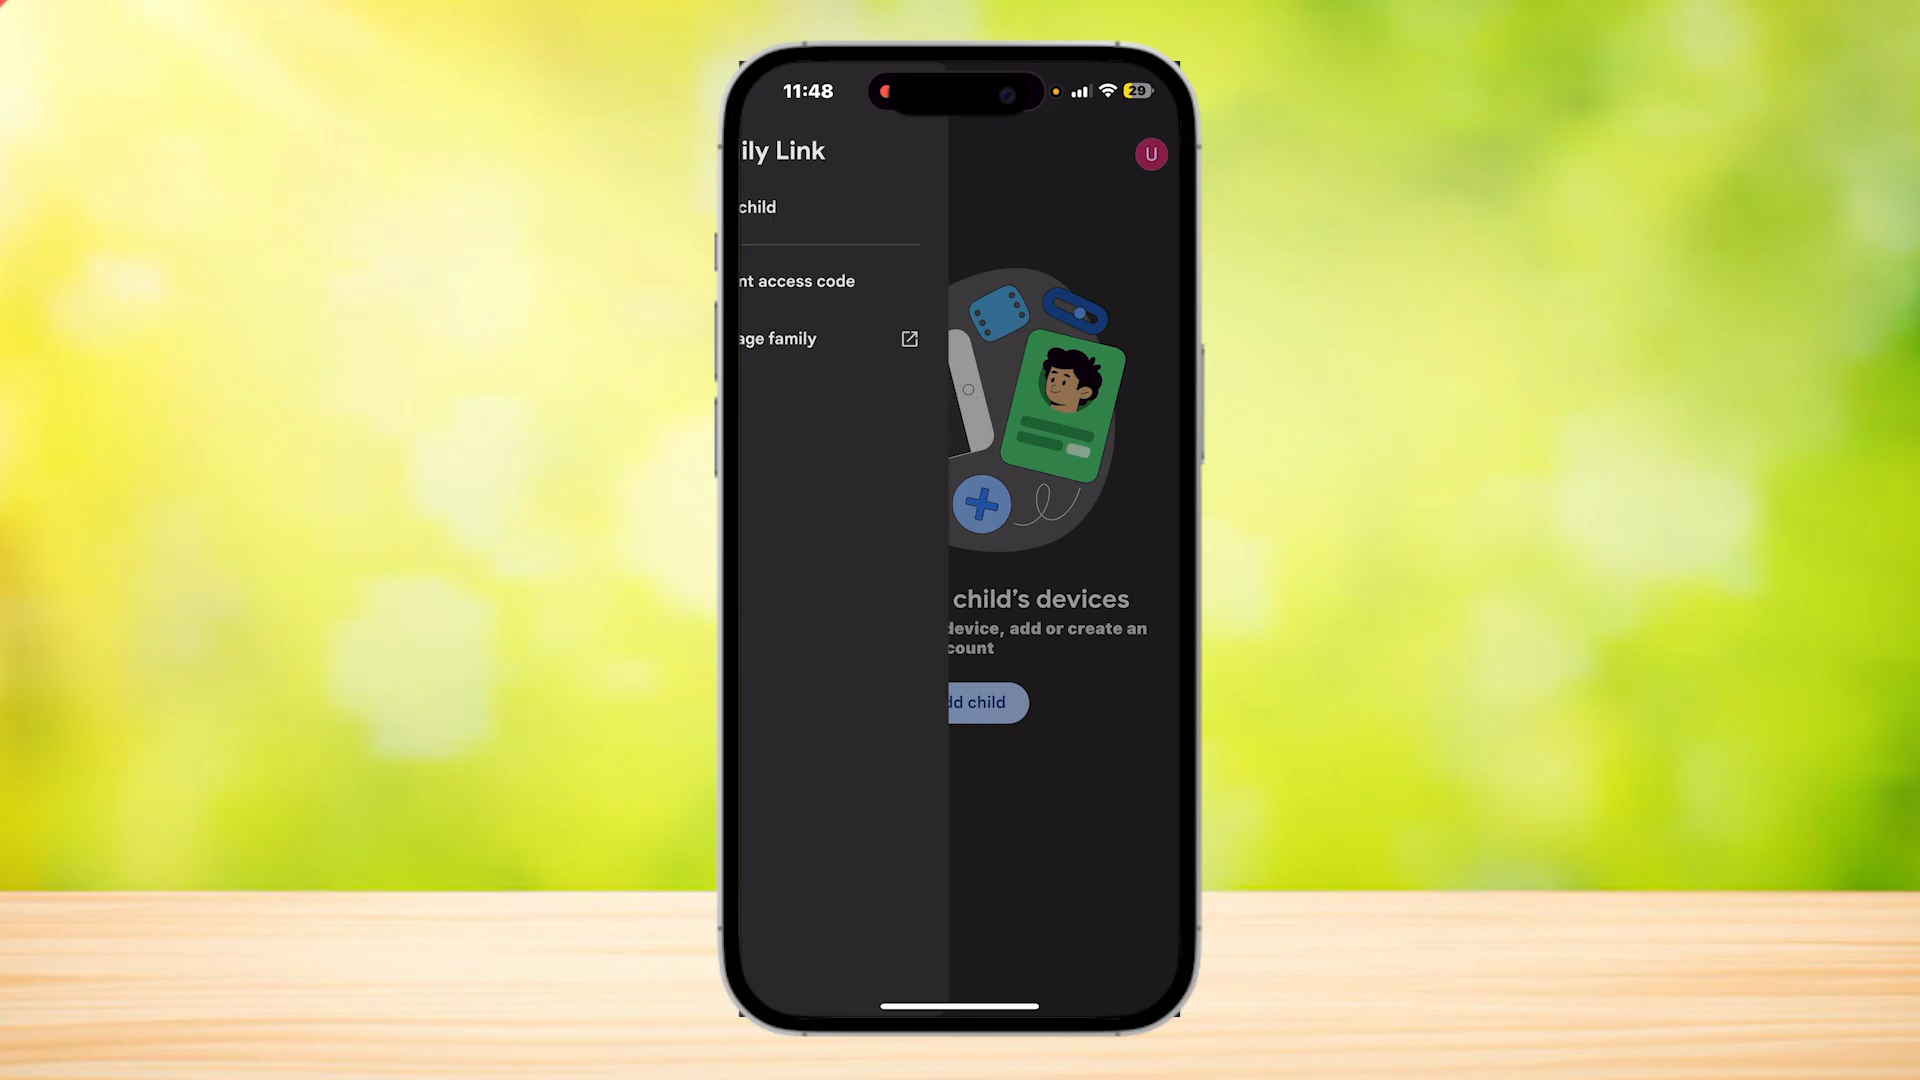 11:48
29
ily Link
U
child
nt access code
age family
child's devices
device, add or create an
count
dd child